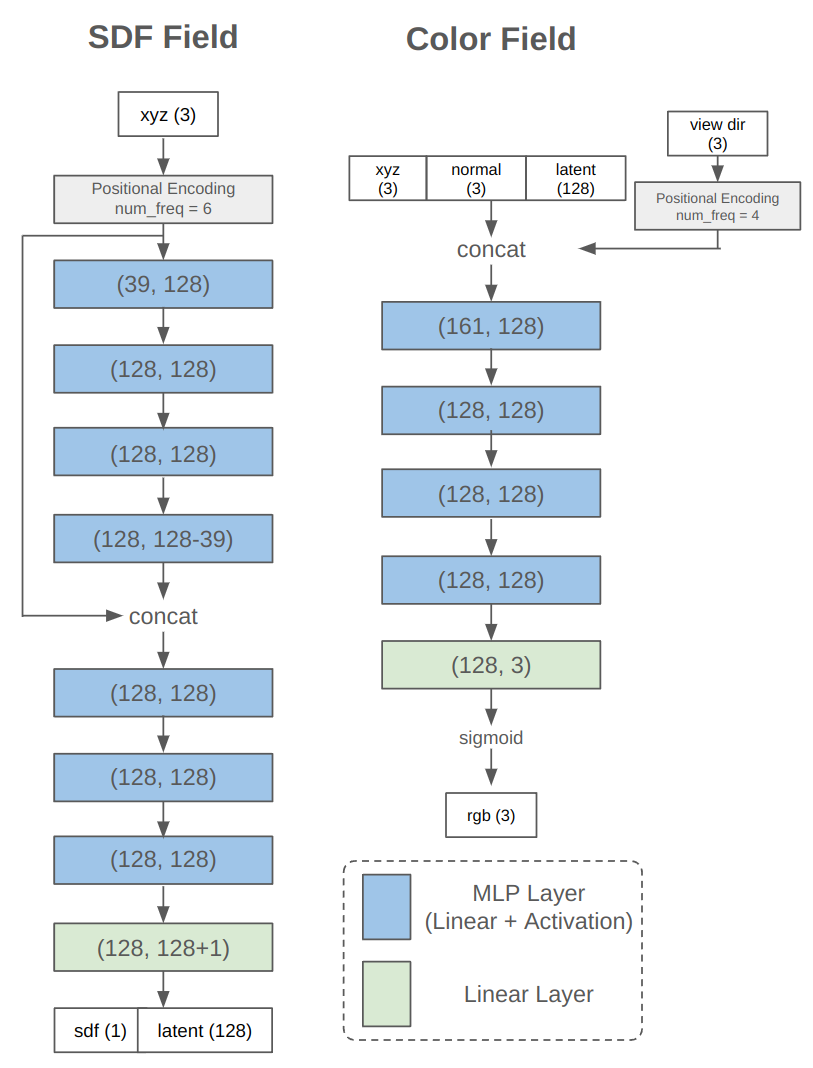 SDF Field
xyz (3)
Positional Encoding
num_freq = 6
(39, 128)
(128, 128)
(128, 128)
(128, 128-39)
concat
(128, 128)
(128, 128)
(128, 128)
(128, 128+1)
sdf (1)
latent (128)
Color Field
view dir
(3)
xyz
(3)
normal
(3)
latent
(128)
Positional Encoding
num_freq = 4
concat
(161, 128)
(128, 128)
(128, 128)
(128, 128)
(128, 3)
sigmoid
rgb (3)
MLP Layer
(Linear + Activation)
Linear Layer